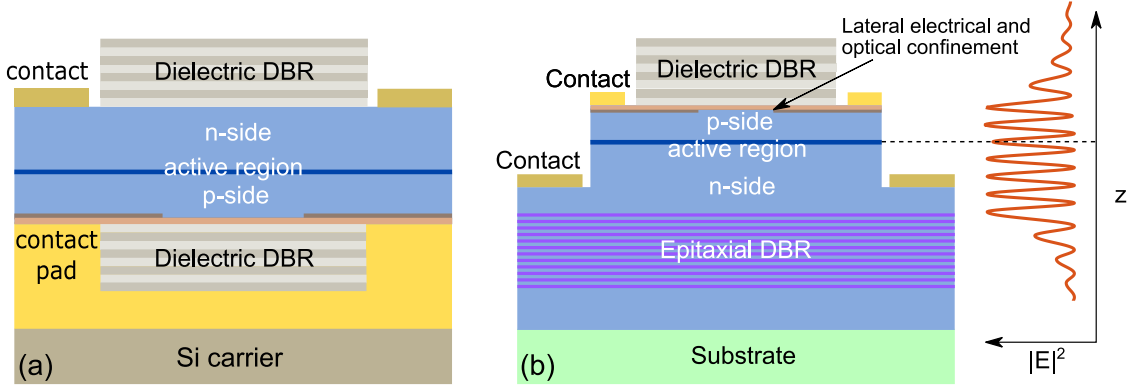 contact
Dielectric DBR
n-side
active region
p-side
contact
pad
Dielectric DBR
Si carrier
(a)
Lateral electrical and
optical confinement
Contact
Dielectric DBR
p-side
active region
Contact
n-side
Epitaxial DBR
Substrate
(b)
z
|E|²